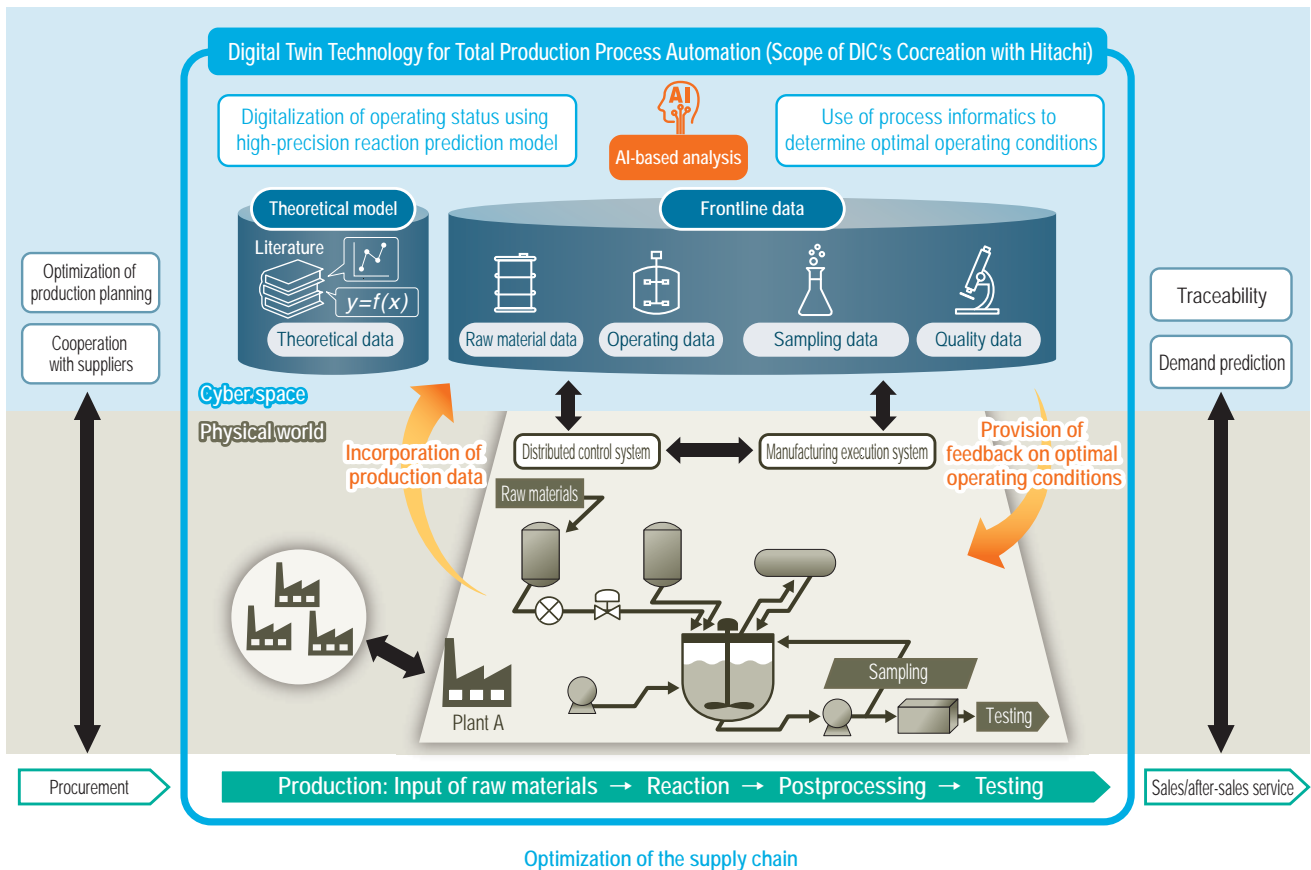 Digital Twin Technology for Total Production Process Automation (Scope of DIC's Cocreation with Hitachi)
Digitalization of operating status using
high-precision reaction prediction model
AI
AI-based analysis
Use of process informatics to
determine optimal operating conditions
Theoretical model
Literature
y=f(x)
Theoretical data
Frontline data
Raw material data
Operating data
Sampling data
Quality data
Optimization of
production planning
Cooperation
with suppliers
Traceability
Demand prediction
Cyber space
Physical world
Incorporation of
production data
Distributed control system
Manufacturing execution system
Provision of
feedback on optimal
operating conditions
Raw materials
Plant A
Sampling
Testing
Procurement
Production: Input of raw materials → Reaction → Postprocessing → Testing
Sales/after-sales service
Optimization of the supply chain